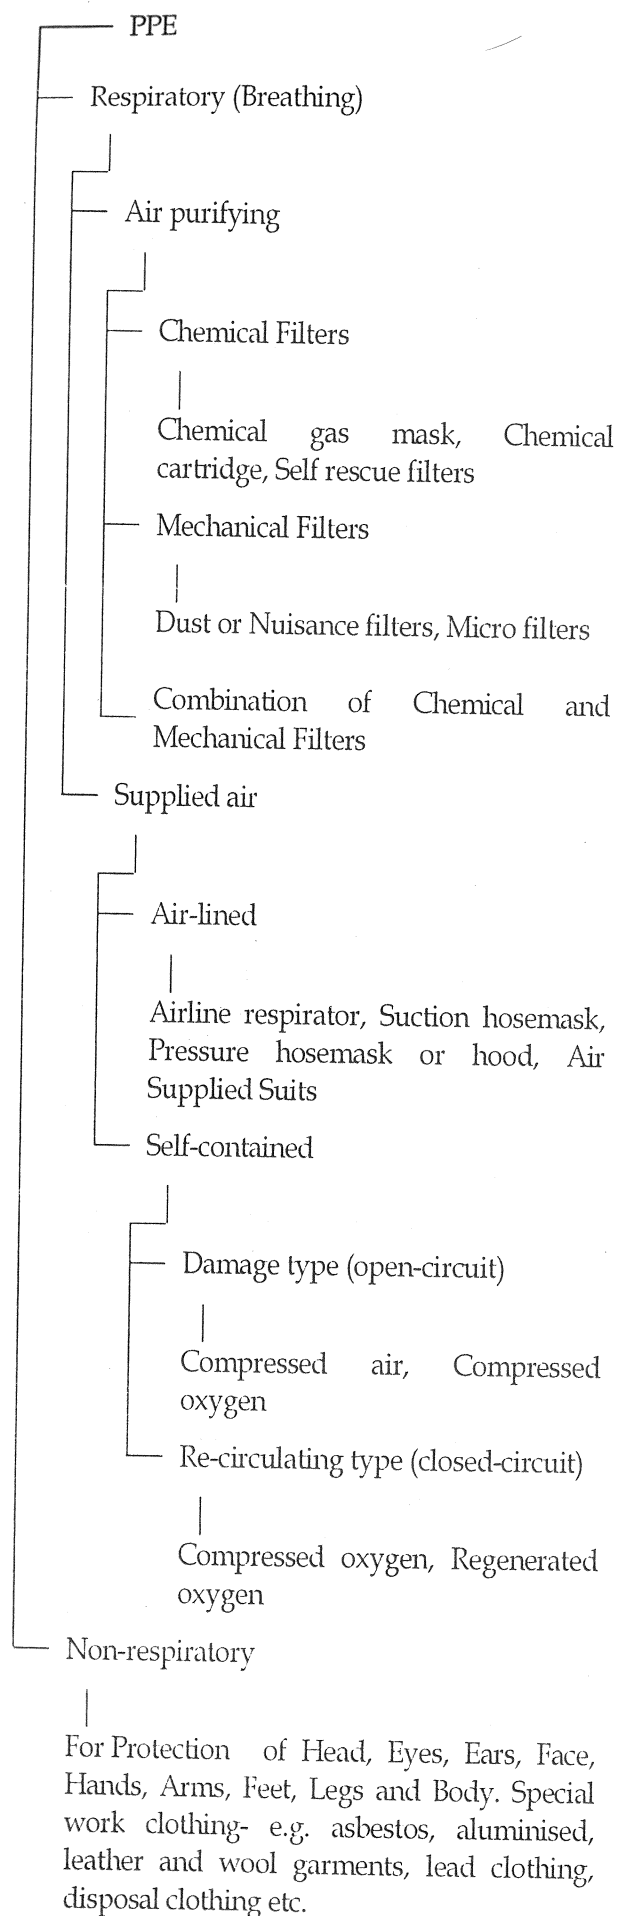 PPE
Respiratory (Breathing)
Air purifying
Chemical Filters
Chemical gas mask, Chemical
cartridge, Self rescue filters
Mechanical Filters
Dust or Nuisance filters, Micro filters
Combination of Chemical and
Mechanical Filters
Supplied air
Air-lined
Airline respirator, Suction hosemask,
Pressure hosemask or hood, Air
Supplied Suits
Self-contained
Damage type (open-circuit)
Compressed air, Compressed
oxygen
Re-circulating type (closed-circuit)
Compressed oxygen, Regenerated
oxygen
Non-respiratory
For Protection of Head, Eyes, Ears, Face,
Hands, Arms, Feet, Legs and Body. Special
work clothing- e.g. asbestos, aluminised,
leather and wool garments, lead clothing,
disposal clothing etc.